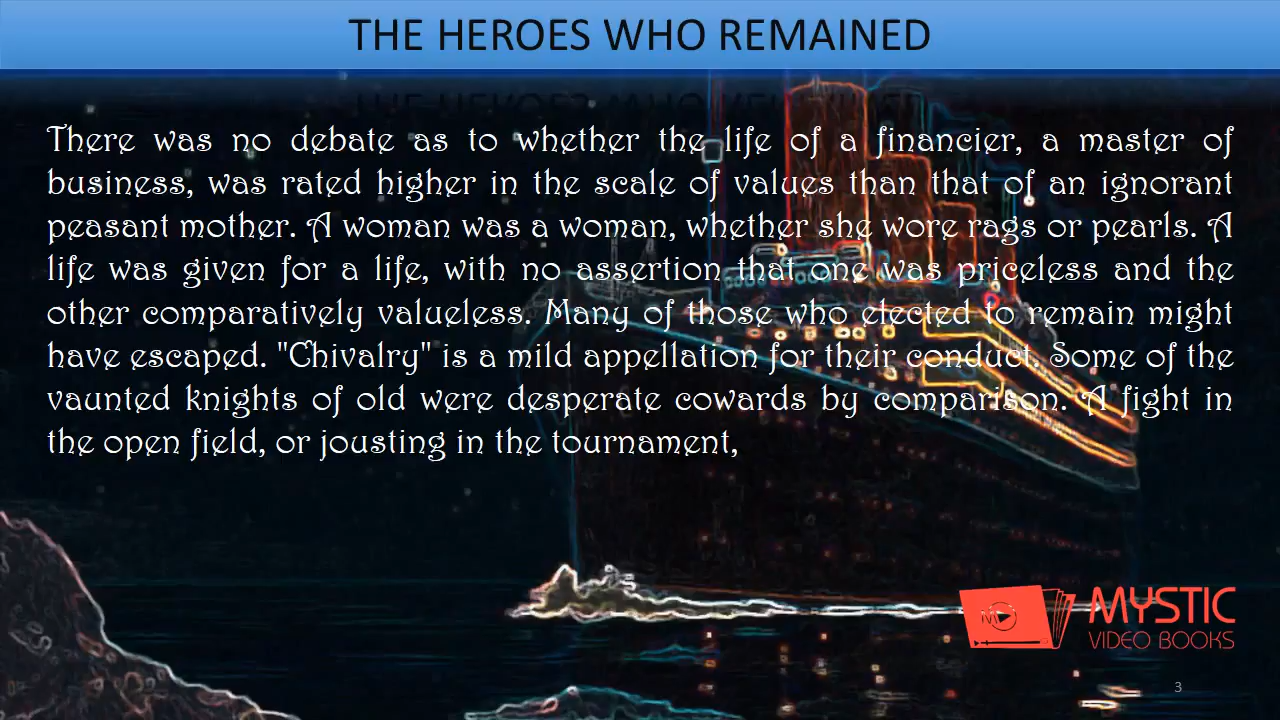 THE HEROES WHO REMAINED
There was no debate as to whether the life of a financier, a master of
business, was rated higher in the scale of values than that of an ignorant
peasant mother. A woman was a woman, whether she wore rags or pearls. A
life was given for a life, with no assertion that one was priceless and the
other comparatively valueless. Many of those who elected to remain might
have escaped. "Chivalry" is a mild appellation for their conduct. Some of the
vaunted knights of old were desperate cowards by comparison. A fight in
the open field, or jousting in the tournament,
MYSTIC
VIDEO BOOKS
3